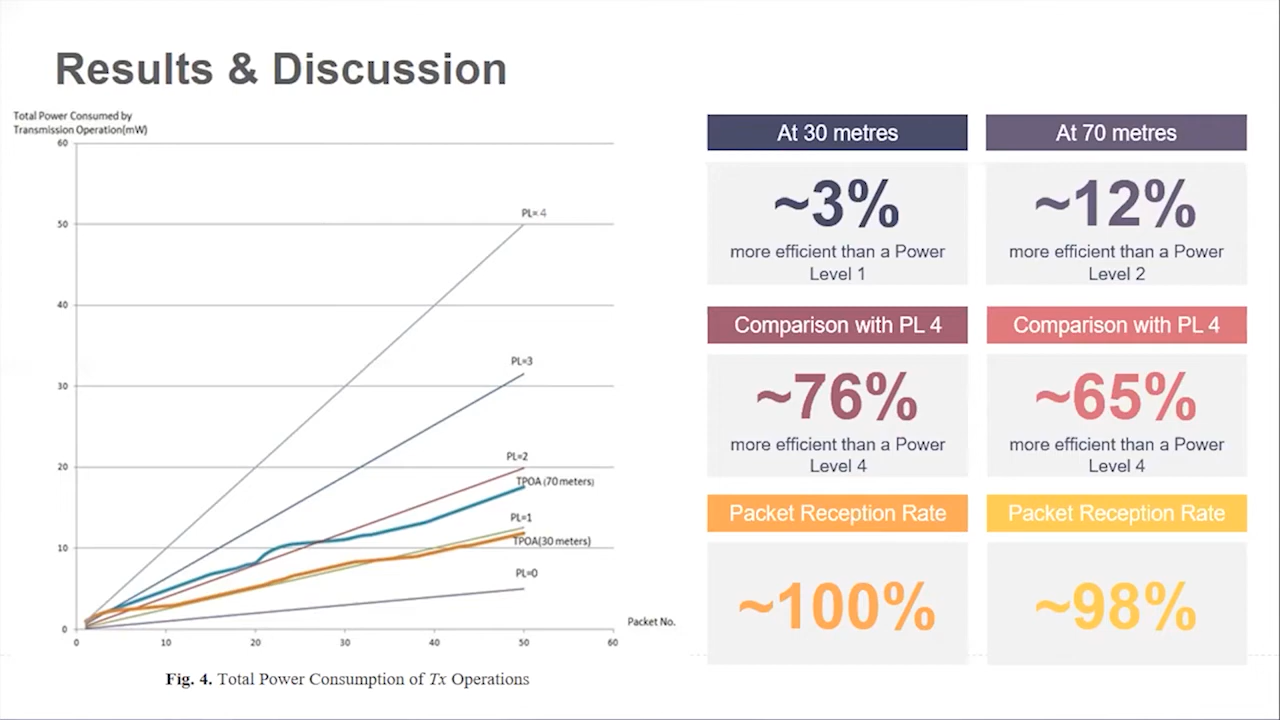 Results & Discussion
Total Power Consumed by
Transmission Operation(mW)
60
50
40
30
20
10
0
0
10
20
30
40
50
60
Packet No.
PL= 4
PL=3
PL=2
TPOA (70 meters)
PL=1
TPOA(30 meters)
PL=0
Fig. 4. Total Power Consumption of Tx Operations
At 30 metres
~3%
more efficient than a Power
Level 1
Comparison with PL 4
~76%
more efficient than a Power
Level 4
Packet Reception Rate
~100%
At 70 metres
~12%
more efficient than a Power
Level 2
Comparison with PL 4
~65%
more efficient than a Power
Level 4
Packet Reception Rate
~98%